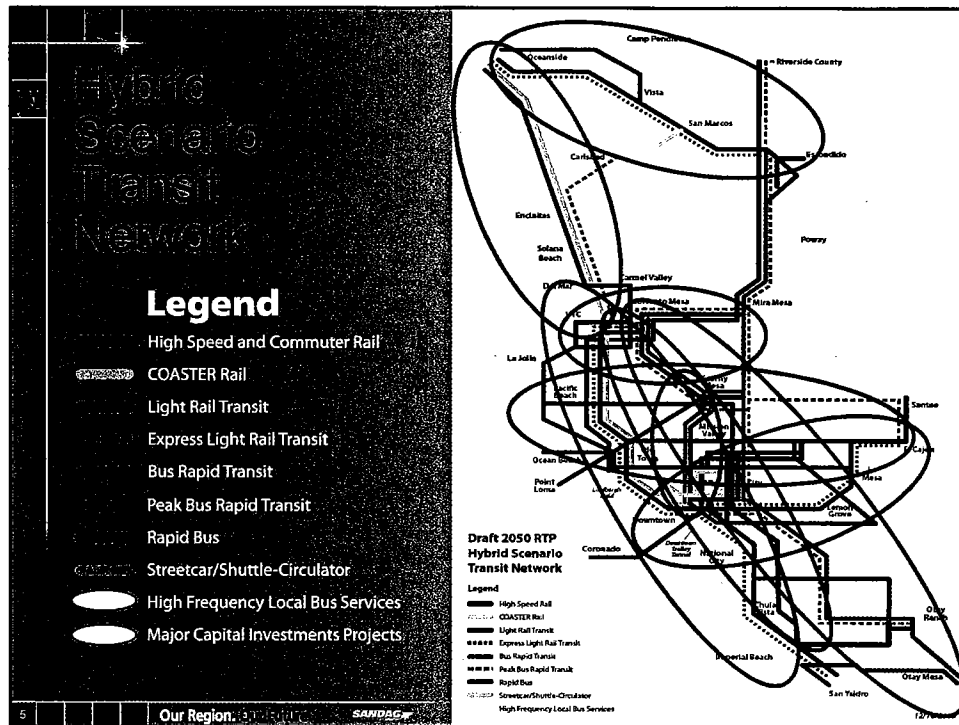 Hybrid
Scenario
Transit
Network
Legend
High Speed and Commuter Rail
COASTER Rail
Light Rail Transit
Express Light Rail Transit
Bus Rapid Transit
Peak Bus Rapid Transit
Rapid Bus
Streetcar/Shuttle-Circulator
High Frequency Local Bus Services
Major Capital Investments Projects
5
Our Region.
SANDAG
Camp
Oceanside
Riverside County
Vista
San Marcos
Carlsbad
Escondido
Encinitas
Solana
Beach
Poway
Del Mar
Carmel Valley
Mira Mesa
La Jolla
Pacific
Beach
Mesa
Santee
Mission
Valley
Ocean Beach
Point
Loma
Mesa
Lemon
Grove
Downtown
Coronado
Downtown
Trolley
Tunnel
National
City
Chula
Vista
Otay
Ranch
Imperial Beach
Otay Mesa
San Ysidro
Draft 2050 RTP
Hybrid Scenario
Transit Network
Legend
High Speed Rail
COASTER Rail
Light Rail Transit
Express Light Rail Transit
Bus Rapid Transit
Peak Bus Rapid Transit
Rapid Bus
Streetcar/Shuttle-Circulator
High Frequency Local Bus Services